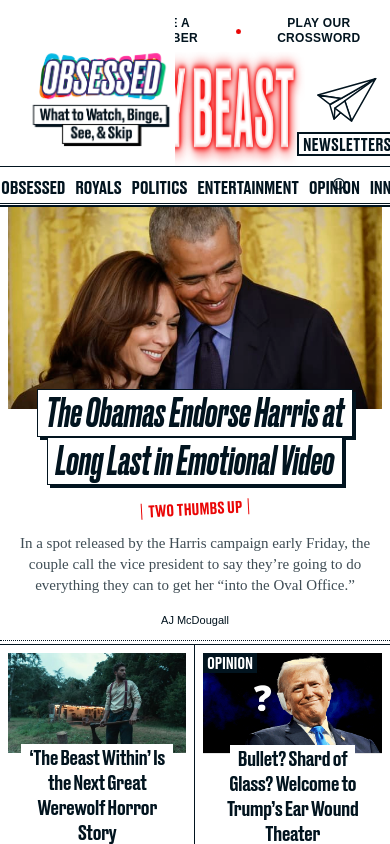 E A
BER
PLAY OUR
CROSSWORD
OBSESSED
What to Watch, Binge,
See, & Skip
Y BEAST
NEWSLETTERS
OBSESSED ROYALS POLITICS ENTERTAINMENT OPINION INN
The Obamas Endorse Harris at
Long Last in Emotional Video
TWO THUMBS UP
In a spot released by the Harris campaign early Friday, the
couple call the vice president to say they’re going to do
everything they can to get her “into the Oval Office.”
AJ McDougall
‘The Beast Within’ Is
the Next Great
Werewolf Horror
Story
OPINION
?
Bullet? Shard of
Glass? Welcome to
Trump’s Ear Wound
Theater